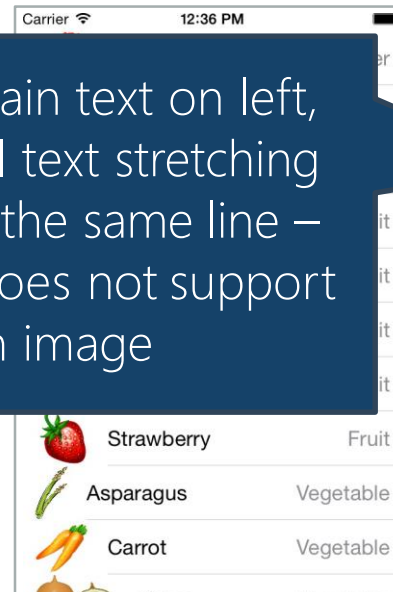 Carrier 12:36 PM
ain text on left,
text stretching
the same line –
oes not support
image
Strawberry Fruit
Asparagus Vegetable
Carrot Vegetable